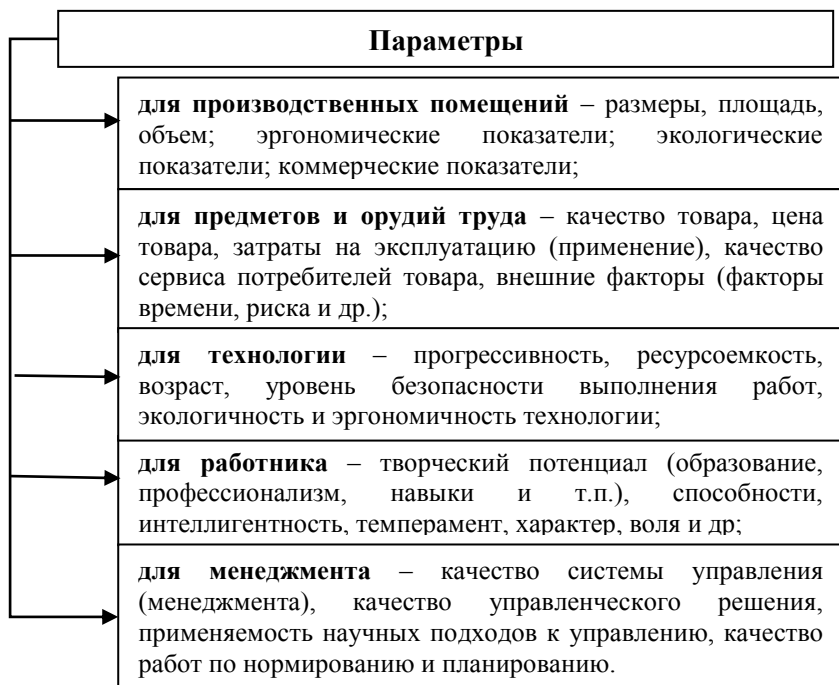 Параметры
для производственных помещений – размеры, площадь,
объем; эргономические показатели; экологические
показатели; коммерческие показатели;
для предметов и орудий труда – качество товара, цена
товара, затраты на эксплуатацию (применение), качество
сервиса потребителей товара, внешние факторы (факторы
времени, риска и др.);
для технологии – прогрессивность, ресурсоемкость,
возраст, уровень безопасности выполнения работ,
экологичность и эргономичность технологии;
для работника – творческий потенциал (образование,
профессионализм, навыки и т.п.), способности,
интеллигентность, темперамент, характер, воля и др;
для менеджмента – качество системы управления
(менеджмента), качество управленческого решения,
применяемость научных подходов к управлению, качество
работ по нормированию и планированию.